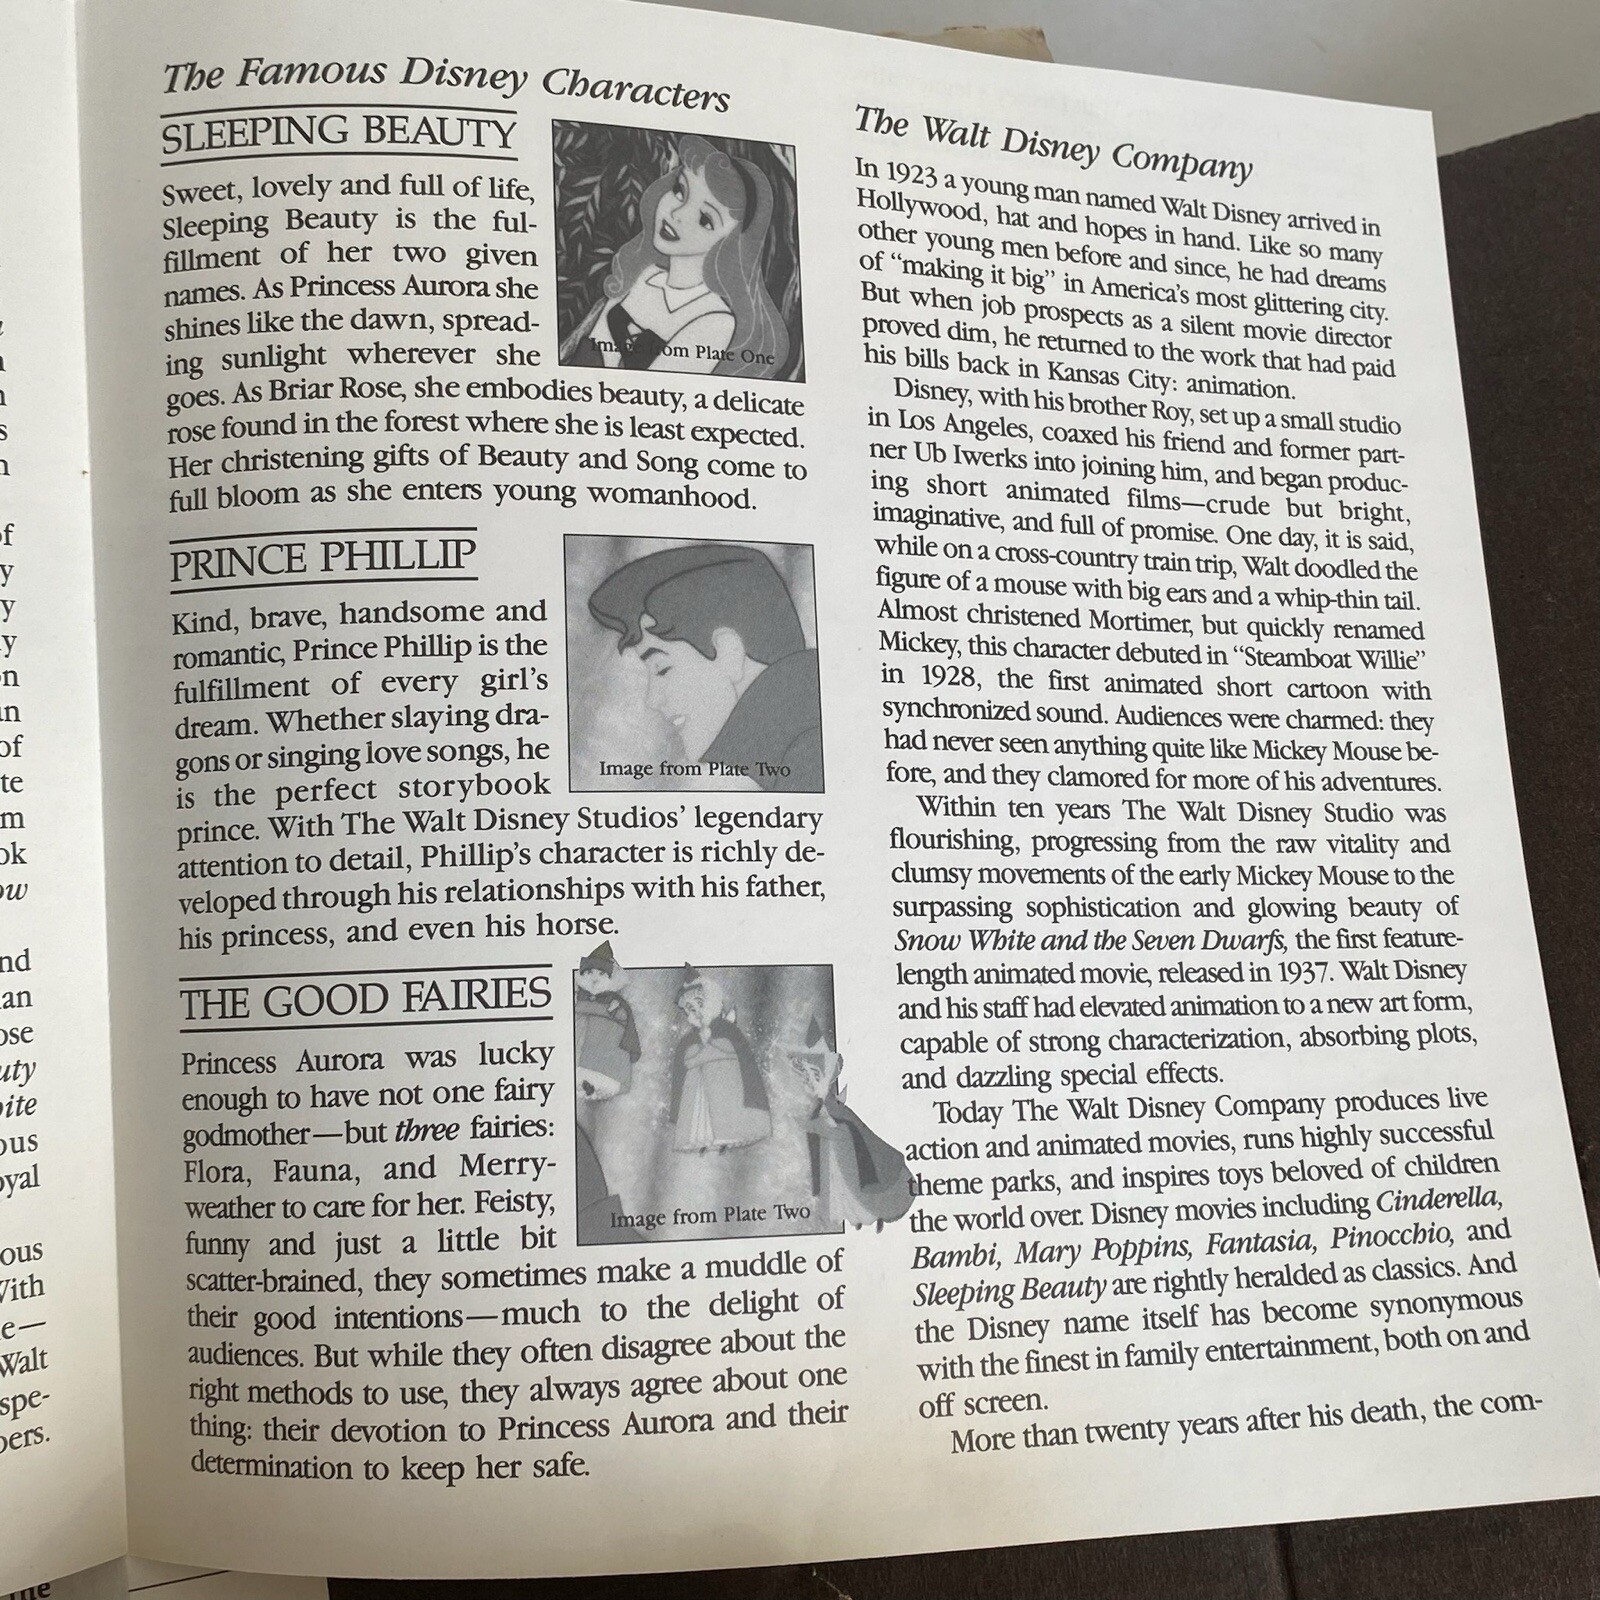 The Famous Disney Characters
SLEEPING BEAUTY
Sweet, lovely and full of life,
Sleeping Beauty is the ful-
fillment of her two given
names. As Princess Aurora she
shines like the dawn, spread-
ing sunlight wherever she
goes. As Briar Rose, she embodies beauty, a delicate
rose found in the forest where she is least expected.
Her christening gifts of Beauty and Song come to
full bloom as she enters young womanhood.
Image from Plate One
PRINCE PHILLIP
Kind, brave, handsome and
romantic, Prince Phillip is the
fulfillment of every girl's
dream. Whether slaying dra-
gons or singing love songs, he
is the perfect storybook
prince. With The Walt Disney Studios' legendary
attention to detail, Phillip's character is richly de-
veloped through his relationships with his father,
his princess, and even his horse.
Image from Plate Two
THE GOOD FAIRIES
Princess Aurora was lucky
enough to have not one fairy
godmother—but three fairies:
Flora, Fauna, and Merry-
weather to care for her. Feisty,
funny and just a little bit
scatter-brained, they sometimes make a muddle of
their good intentions—much to the delight of
audiences. But while they often disagree about the
right methods to use, they always agree about one
thing: their devotion to Princess Aurora and their
determination to keep her safe.
Image from Plate Two
The Walt Disney Company
In 1923 a young man named Walt Disney arrived in
Hollywood, hat and hopes in hand. Like so many
other young men before and since, he had dreams
of "making it big" in America's most glittering city.
But when job prospects as a silent movie director
proved dim, he returned to the work that had paid
his bills back in Kansas City: animation.
Disney, with his brother Roy, set up a small studio
in Los Angeles, coaxed his friend and former part-
ner Ub Iwerks into joining him, and began produc-
ing short animated films—crude but bright,
imaginative, and full of promise. One day, it is said,
while on a cross-country train trip, Walt doodled the
figure of a mouse with big ears and a whip-thin tail.
Almost christened Mortimer, but quickly renamed
Mickey, this character debuted in "Steamboat Willie"
in 1928, the first animated short cartoon with
synchronized sound. Audiences were charmed: they
had never seen anything quite like Mickey Mouse be-
fore, and they clamored for more of his adventures.
Within ten years The Walt Disney Studio was
flourishing, progressing from the raw vitality and
clumsy movements of the early Mickey Mouse to the
surpassing sophistication and glowing beauty of
Snow White and the Seven Dwarfs, the first feature-
length animated movie, released in 1937. Walt Disney
and his staff had elevated animation to a new art form,
capable of strong characterization, absorbing plots,
and dazzling special effects.
Today The Walt Disney Company produces live
action and animated movies, runs highly successful
theme parks, and inspires toys beloved of children
the world over. Disney movies including Cinderella,
Bambi, Mary Poppins, Fantasia, Pinocchio, and
Sleeping Beauty are rightly heralded as classics. And
the Disney name itself has become synonymous
with the finest in family entertainment, both on and
off screen.
More than twenty years after his death, the com-